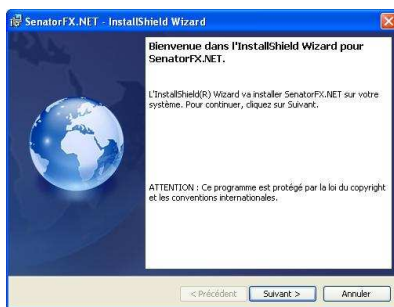 SenatorFX.NET - InstallShield Wizard
Bienvenue dans l'InstallShield Wizard pour
SenatorFX.NET.
L'InstallShield(R) Wizard va installer SenatorFX.NET sur votre
système. Pour continuer, cliquez sur Suivant.
ATTENTION : Ce programme est protégé par la loi du copyright
et les conventions internationales.
< Précédent Suivant > Annuler